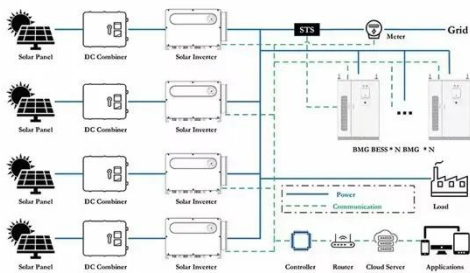 STS
Meter
Grid
Solar Panel
DC Combiner
Solar Inverter
Solar Panel
DC Combiner
Solar Inverter
BMG BESS * N BMG * N
Solar Panel
DC Combiner
Solar Inverter
Power
Communication
Load
Solar Panel
DC Combiner
Solar Inverter
Controller
Router
Cloud Server
Applications